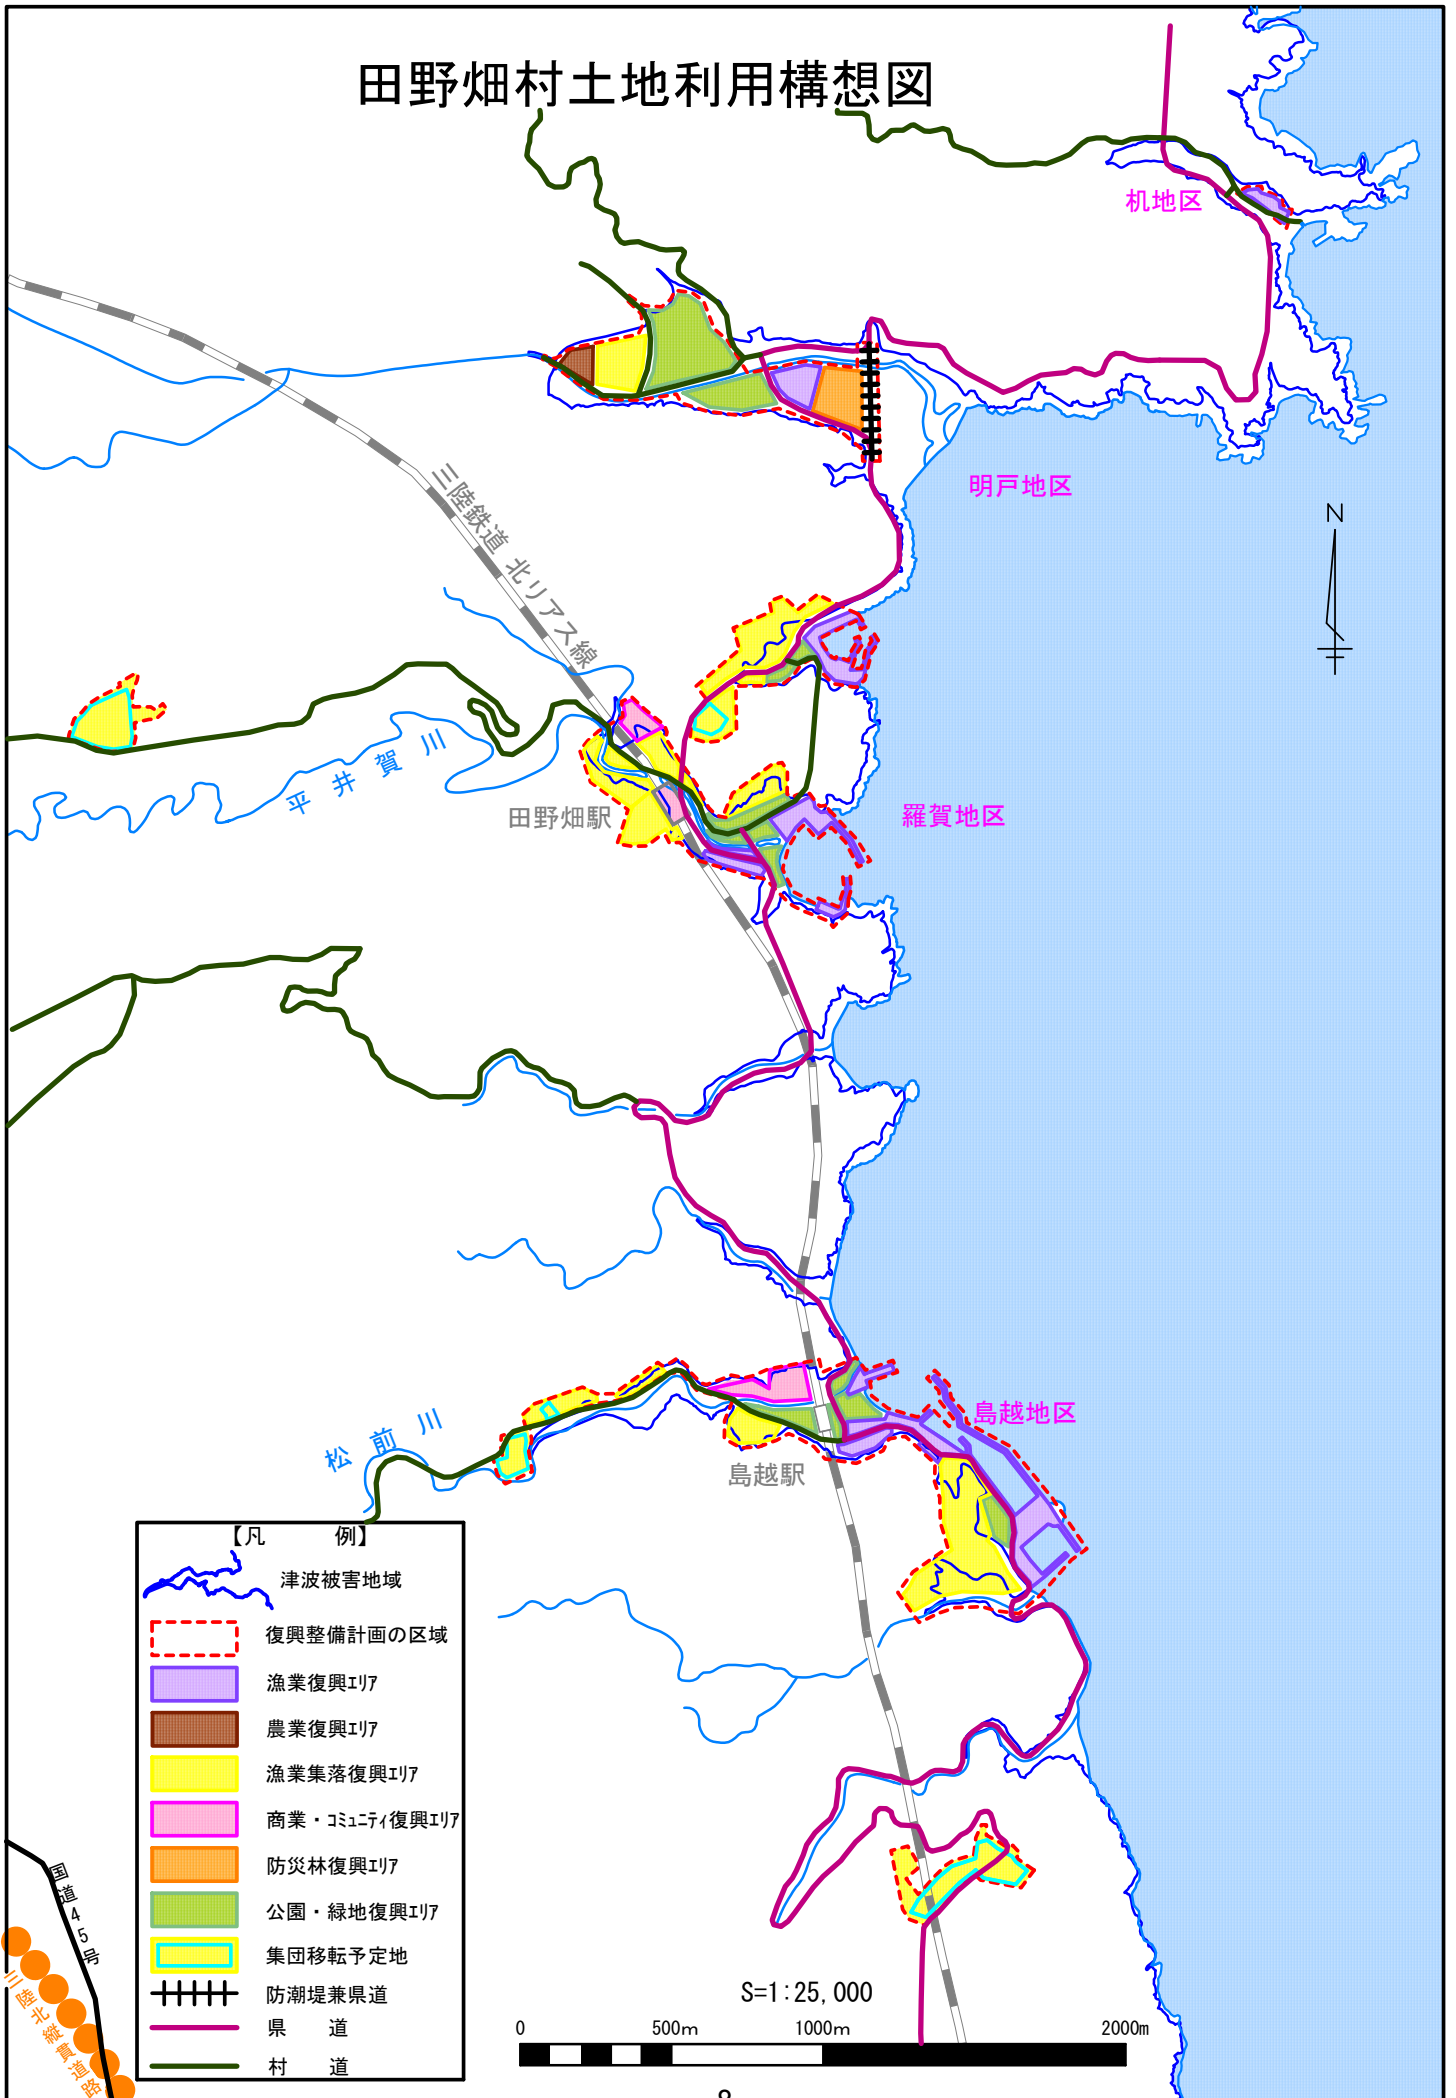 田野畑村土地利用構想図
机地区
明戸地区
N
三陸鉄道 北リアス線
平井賀川
田野畑駅
羅賀地区
島越地区
松前川
島越駅
【凡 例】
津波被害地域
復興整備計画の区域
漁業復興エリア
農業復興エリア
漁業集落復興エリア
商業・コミュニティ復興エリア
防災林復興エリア
公園・緑地復興エリア
集団移転予定地
防潮堤兼県道
県 道
村 道
国道45号
三陸北縦貫道路
S=1:25,000
0 500m 1000m 2000m